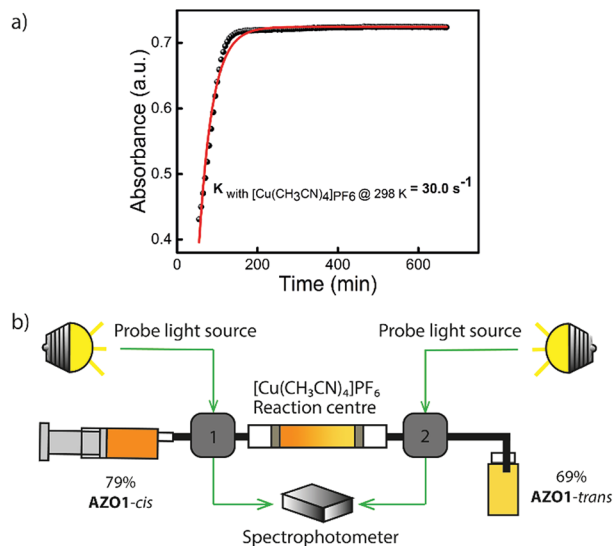 a)
0.7
0.6
0.5
0.4
Absorbance (a.u.)
K with [Cu(CH3CN)4]PF6 @ 298 K = 30.0 s-1
0 200 400 600
Time (min)
b)
Probe light source Probe light source
[Cu(CH3CN)4]PF6
Reaction centre
1 2
79%
AZO1-cis
69%
AZO1-trans
Spectrophotometer